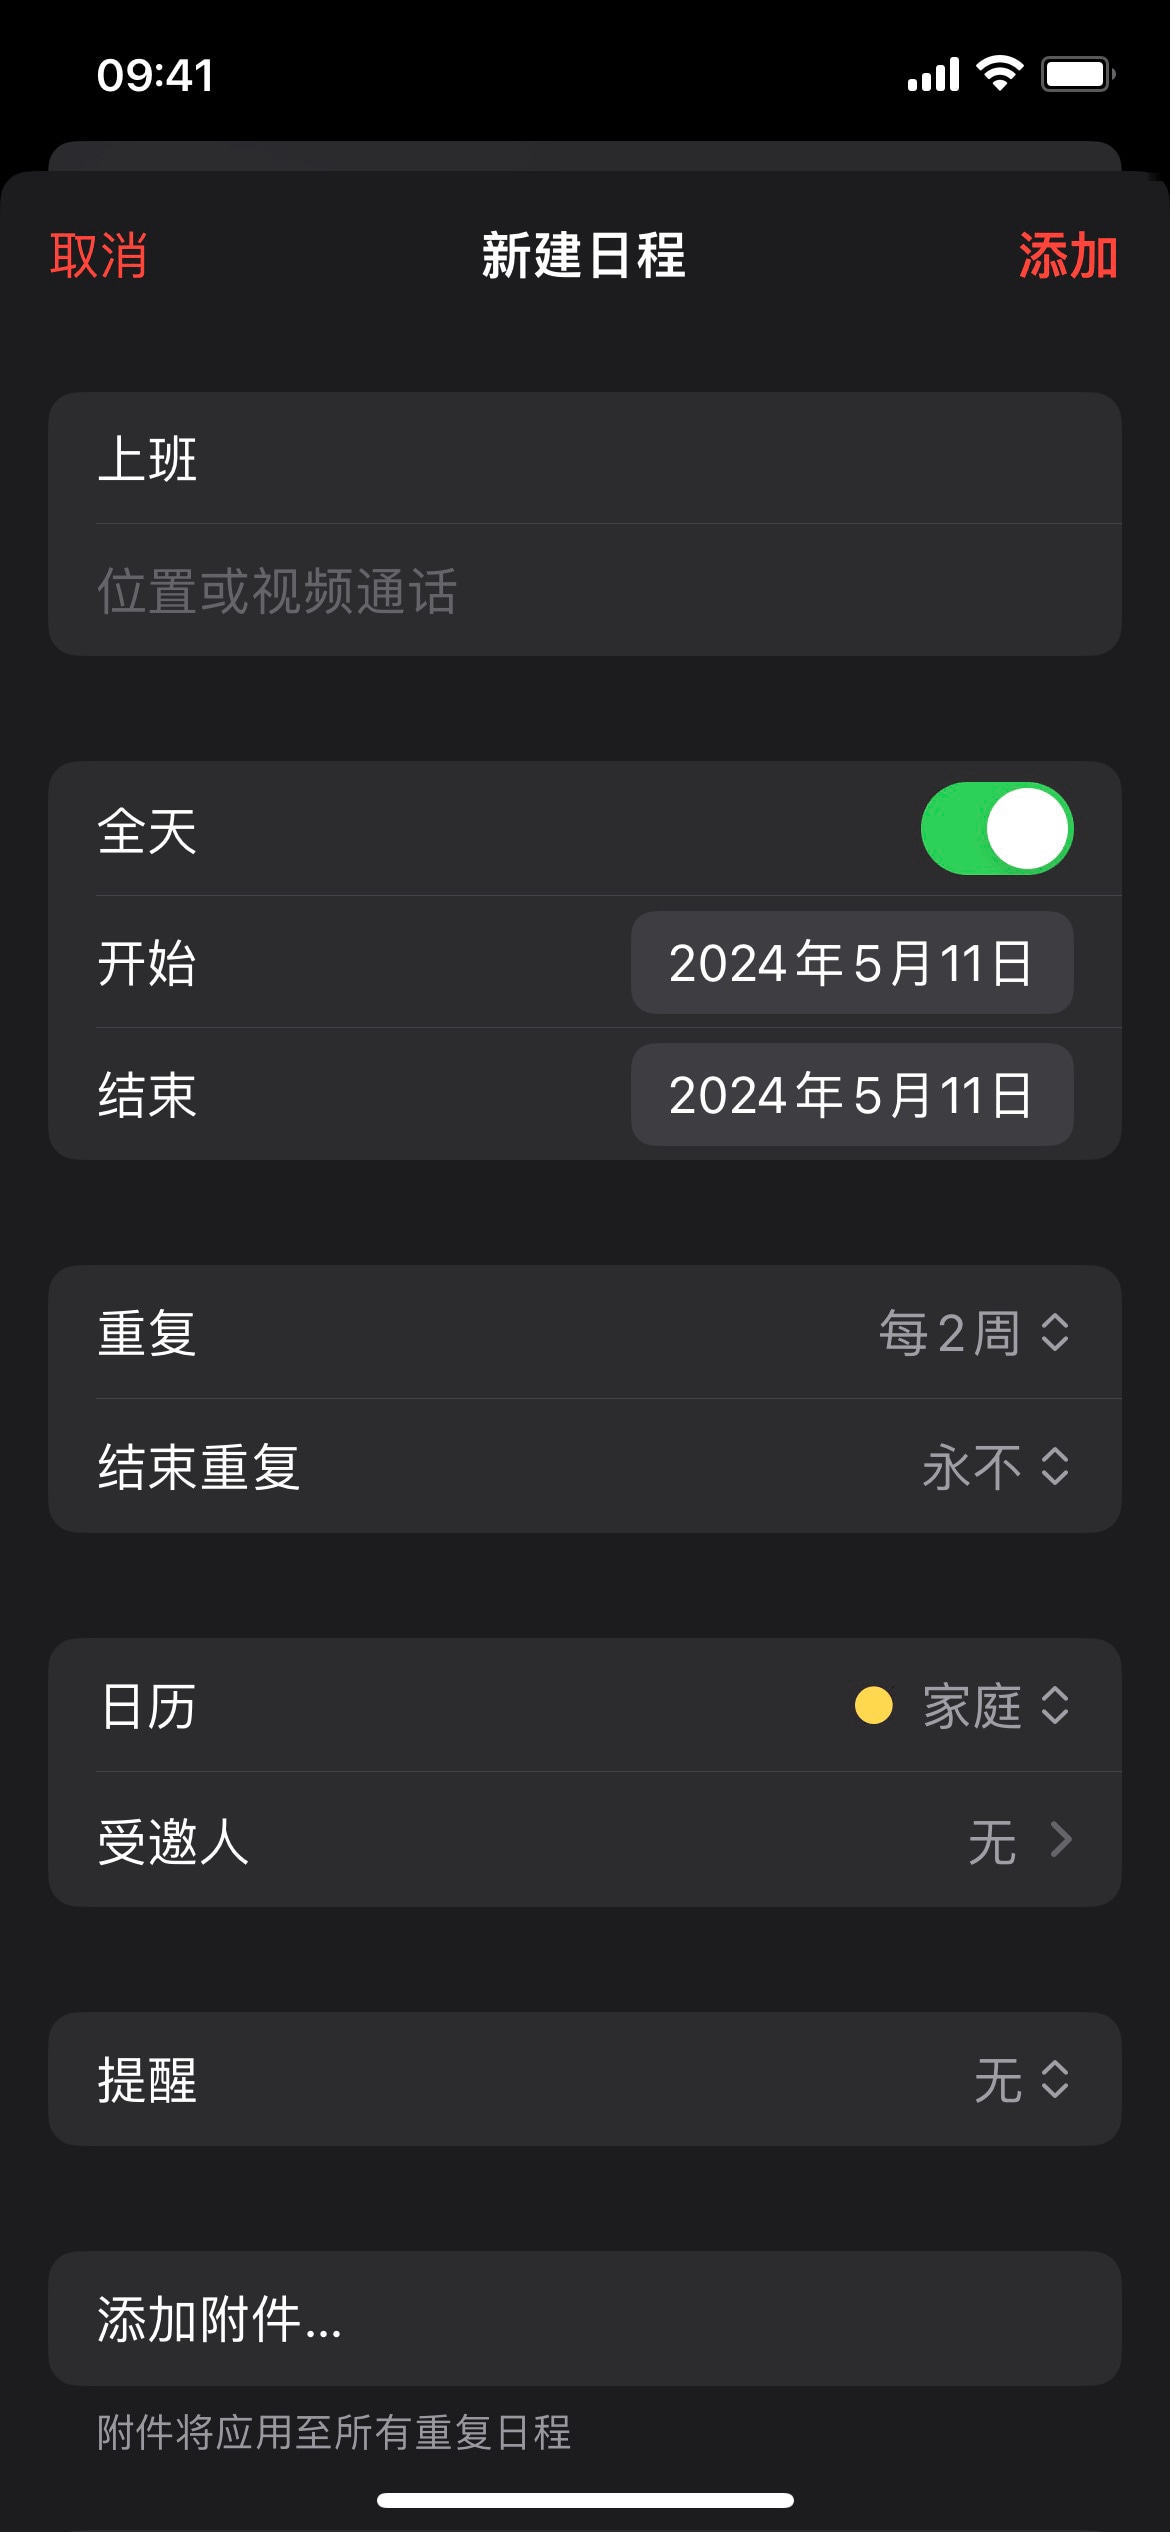 09:41
取消 新建日程 添加
上班
位置或视频通话
全天
开始 2024年5月11日
结束 2024年5月11日
重复 每2周
结束重复 永不
日历 家庭
受邀人 无
提醒 无
添加附件...
附件将应用至所有重复日程